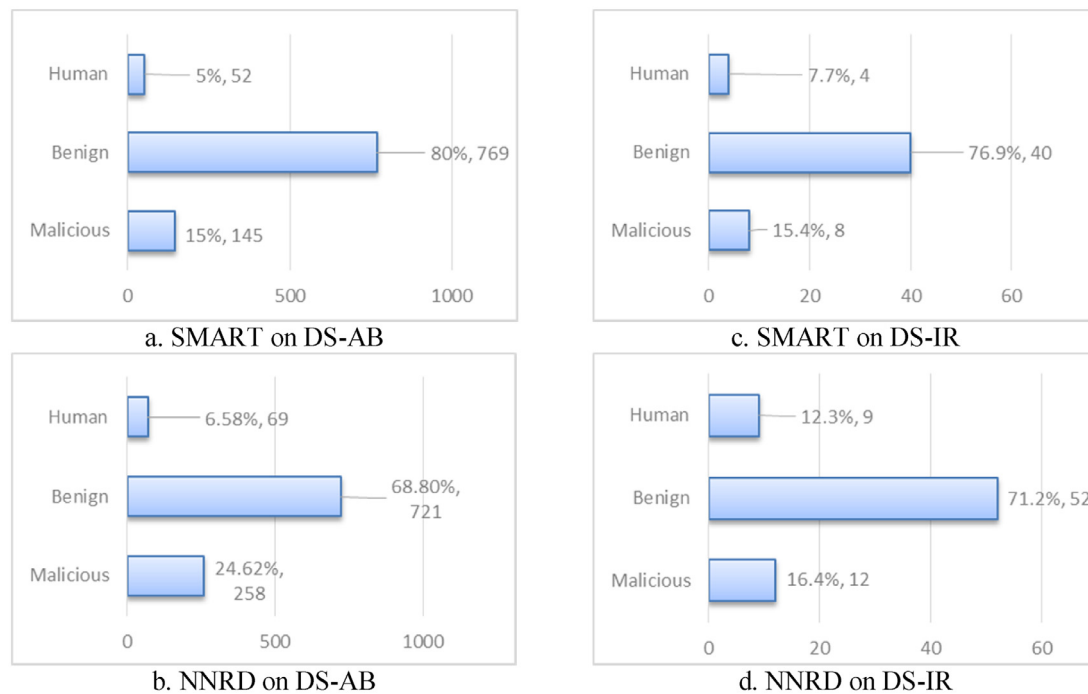 Human
5%, 52
Benign
80%, 769
Malicious
15%, 145
0 500 1000
a. SMART on DS-AB
Human
7.7%, 4
Benign
76.9%, 40
Malicious
15.4%, 8
0 20 40 60
c. SMART on DS-IR
Human
6.58%, 69
Benign
68.80%,
721
Malicious
24.62%,
258
0 500 1000
b. NNRD on DS-AB
Human
12.3%, 9
Benign
71.2%, 52
Malicious
16.4%, 12
0 20 40 60
d. NNRD on DS-IR